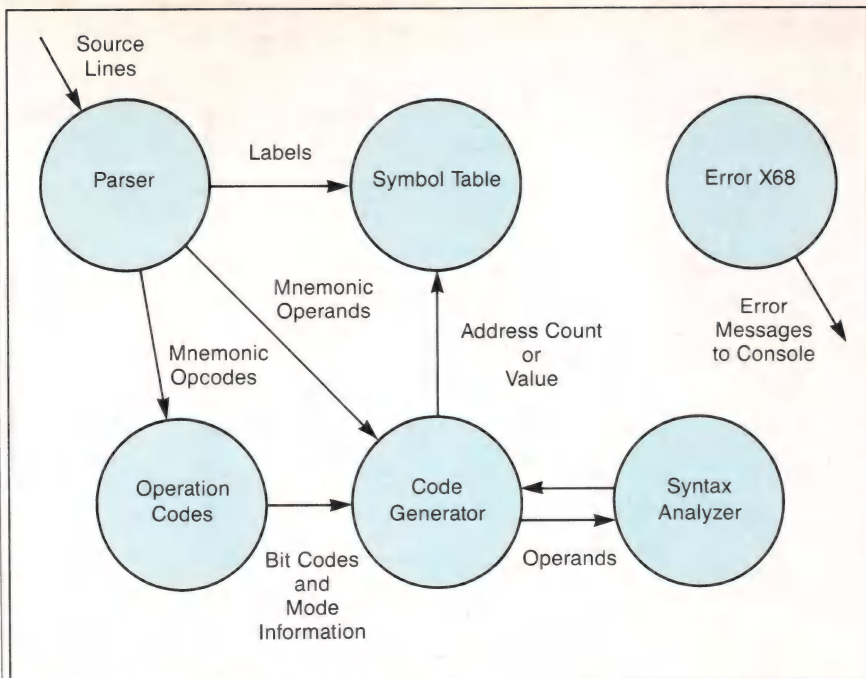 Source
Lines
Parser
Labels
Symbol Table
Error X68
Mnemonic
Operands
Mnemonic
Opcodes
Address Count
or
Value
Error
Messages
to Console
Operation
Codes
Code
Generator
Syntax
Analyzer
Bit Codes
and
Mode
Information
Operands